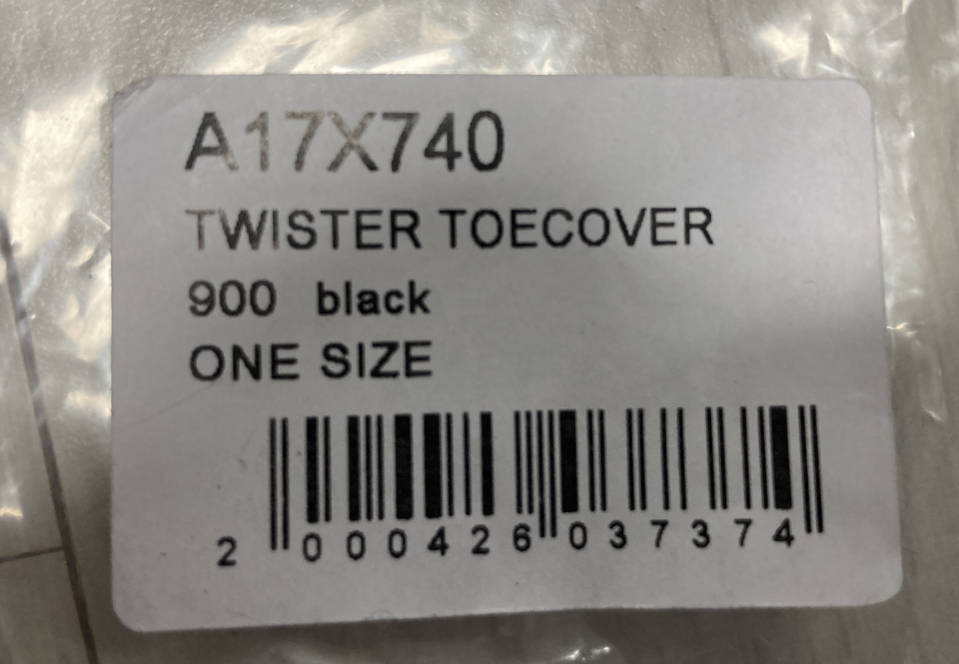 A17X740
TWISTER TOECOVER
900 black
ONE SIZE
2 000426 037374